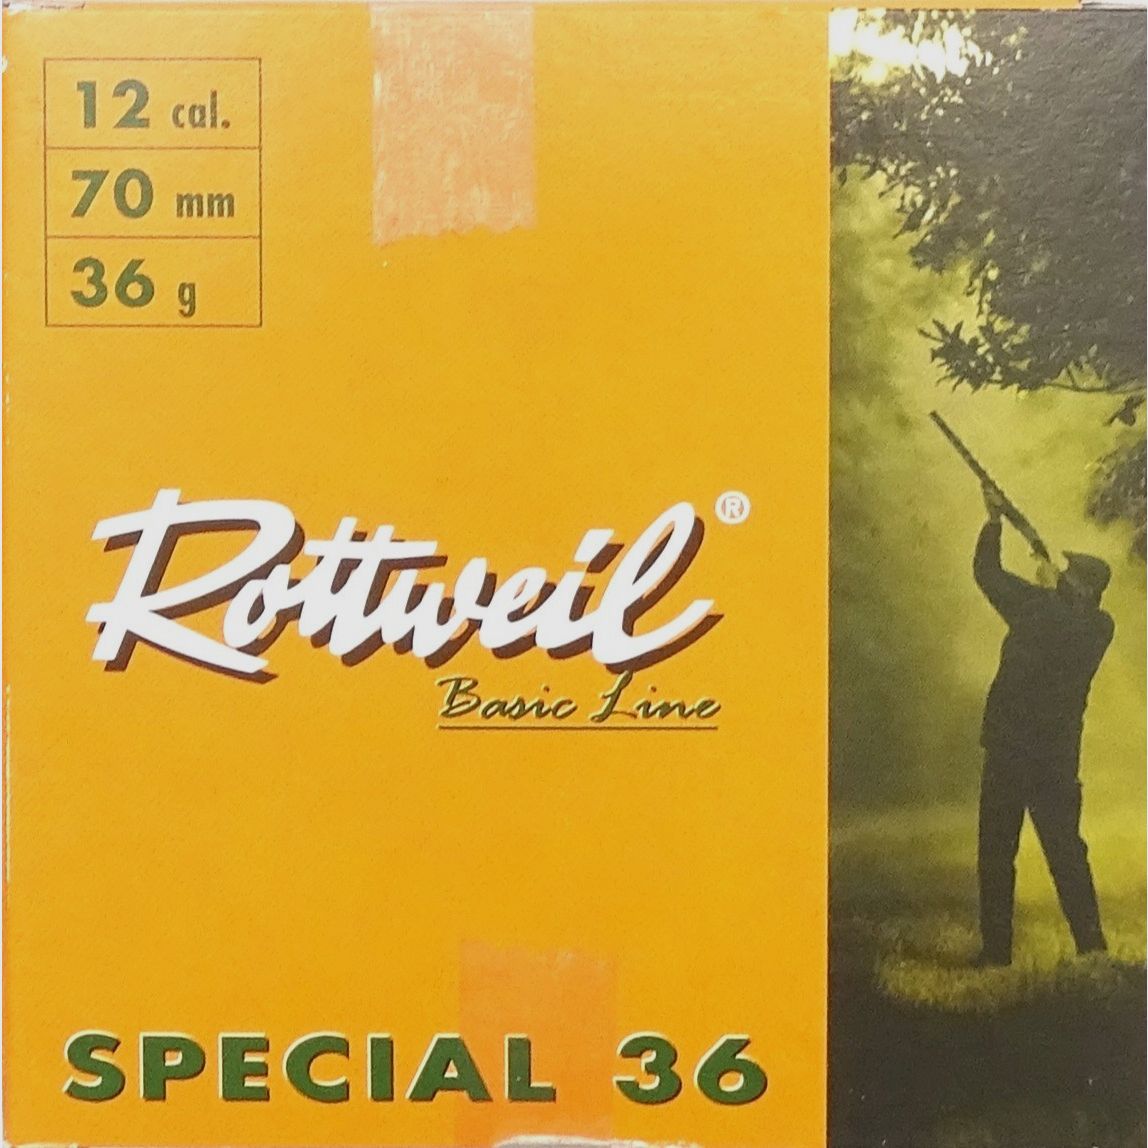 12 cal.
70 mm
36 g
Rottweil®
Basic Line
SPECIAL 36